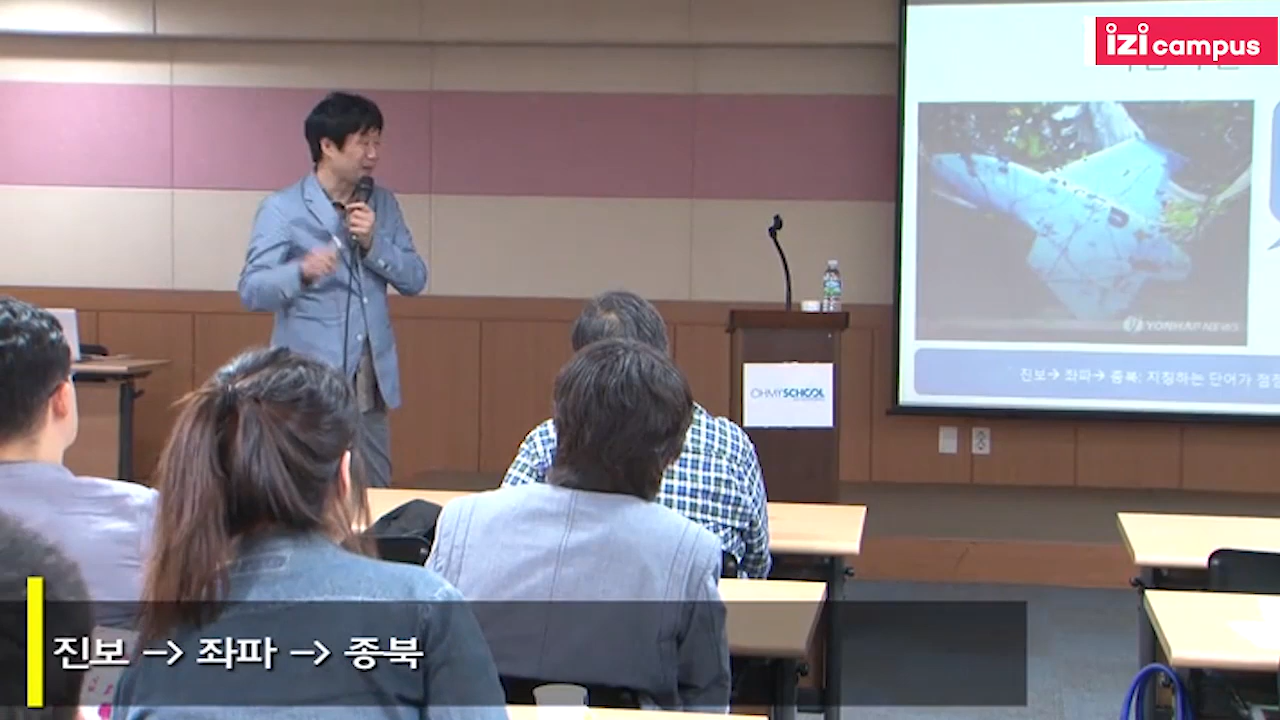 izi campus
YONHAP NEWS
진보→ 좌파→ 종북: 지칭하는 단어가 점
OHMYSCHOOL
진보 → 좌파 → 종북